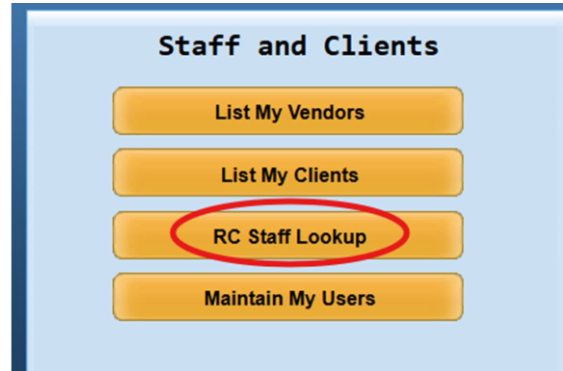 Staff and Clients
List My Vendors
List My Clients
RC Staff Lookup
Maintain My Users